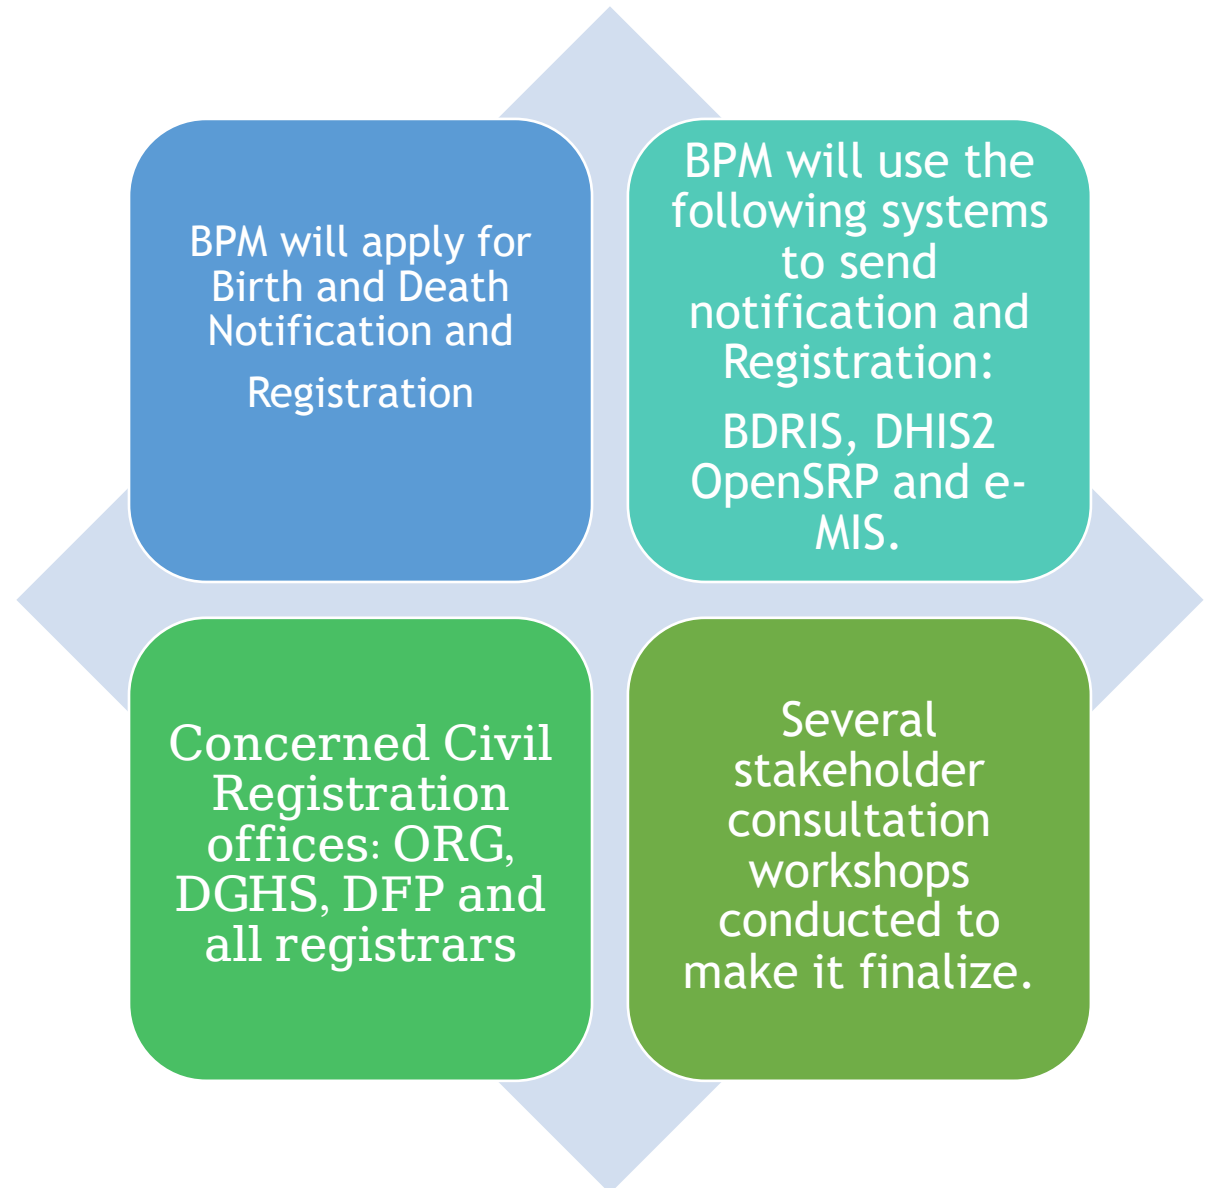 BPM will apply for
Birth and Death
Notification and
Registration
BPM will use the
following systems
to send
notification and
Registration:
BDRIS, DHIS2
OpenSRP and e-
MIS.
Concerned Civil
Registration
offices: ORG,
DGHS, DFP and
all registrars
Several
stakeholder
consultation
workshops
conducted to
make it finalize.